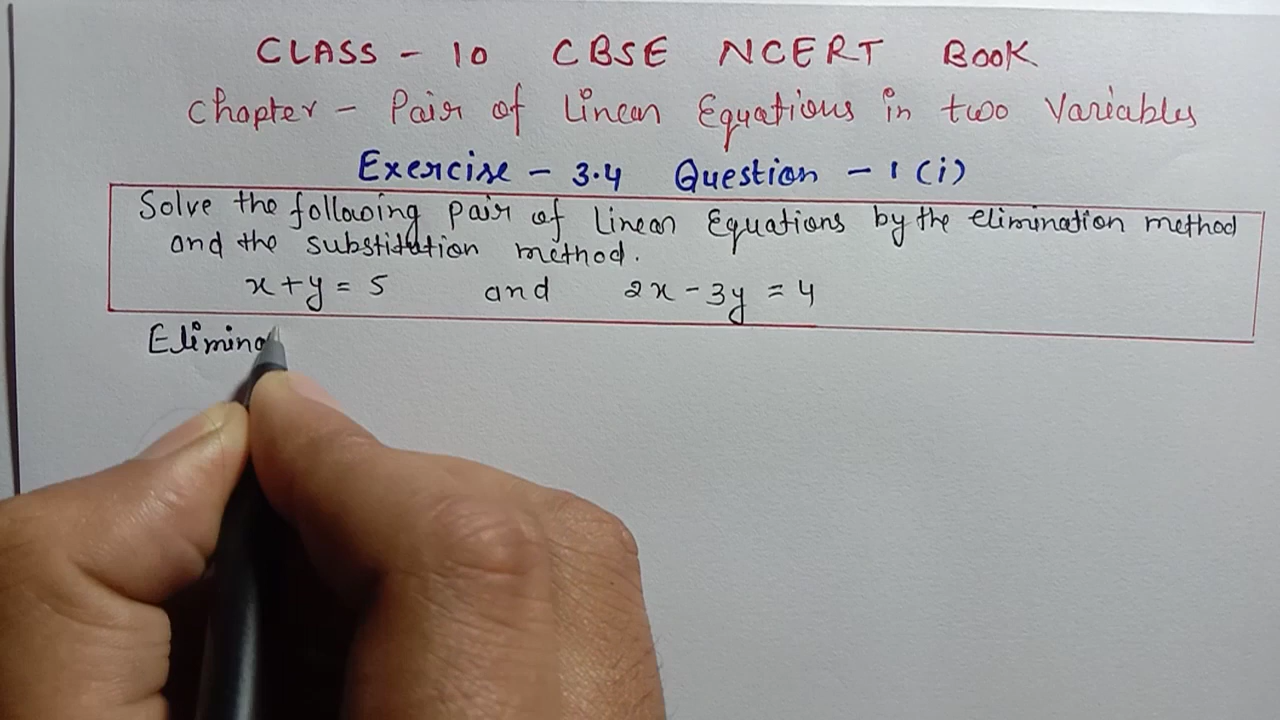 CLASS - 10 CBSE NCERT BOOK
Chapter - Pair of Linear Equations in two Variables
Exercise - 3.4 Question - 1 (i)
Solve the following pair of linear Equations by the elimination method
and the substitution method.
x + y = 5 and 2x - 3y = 4
Elimina